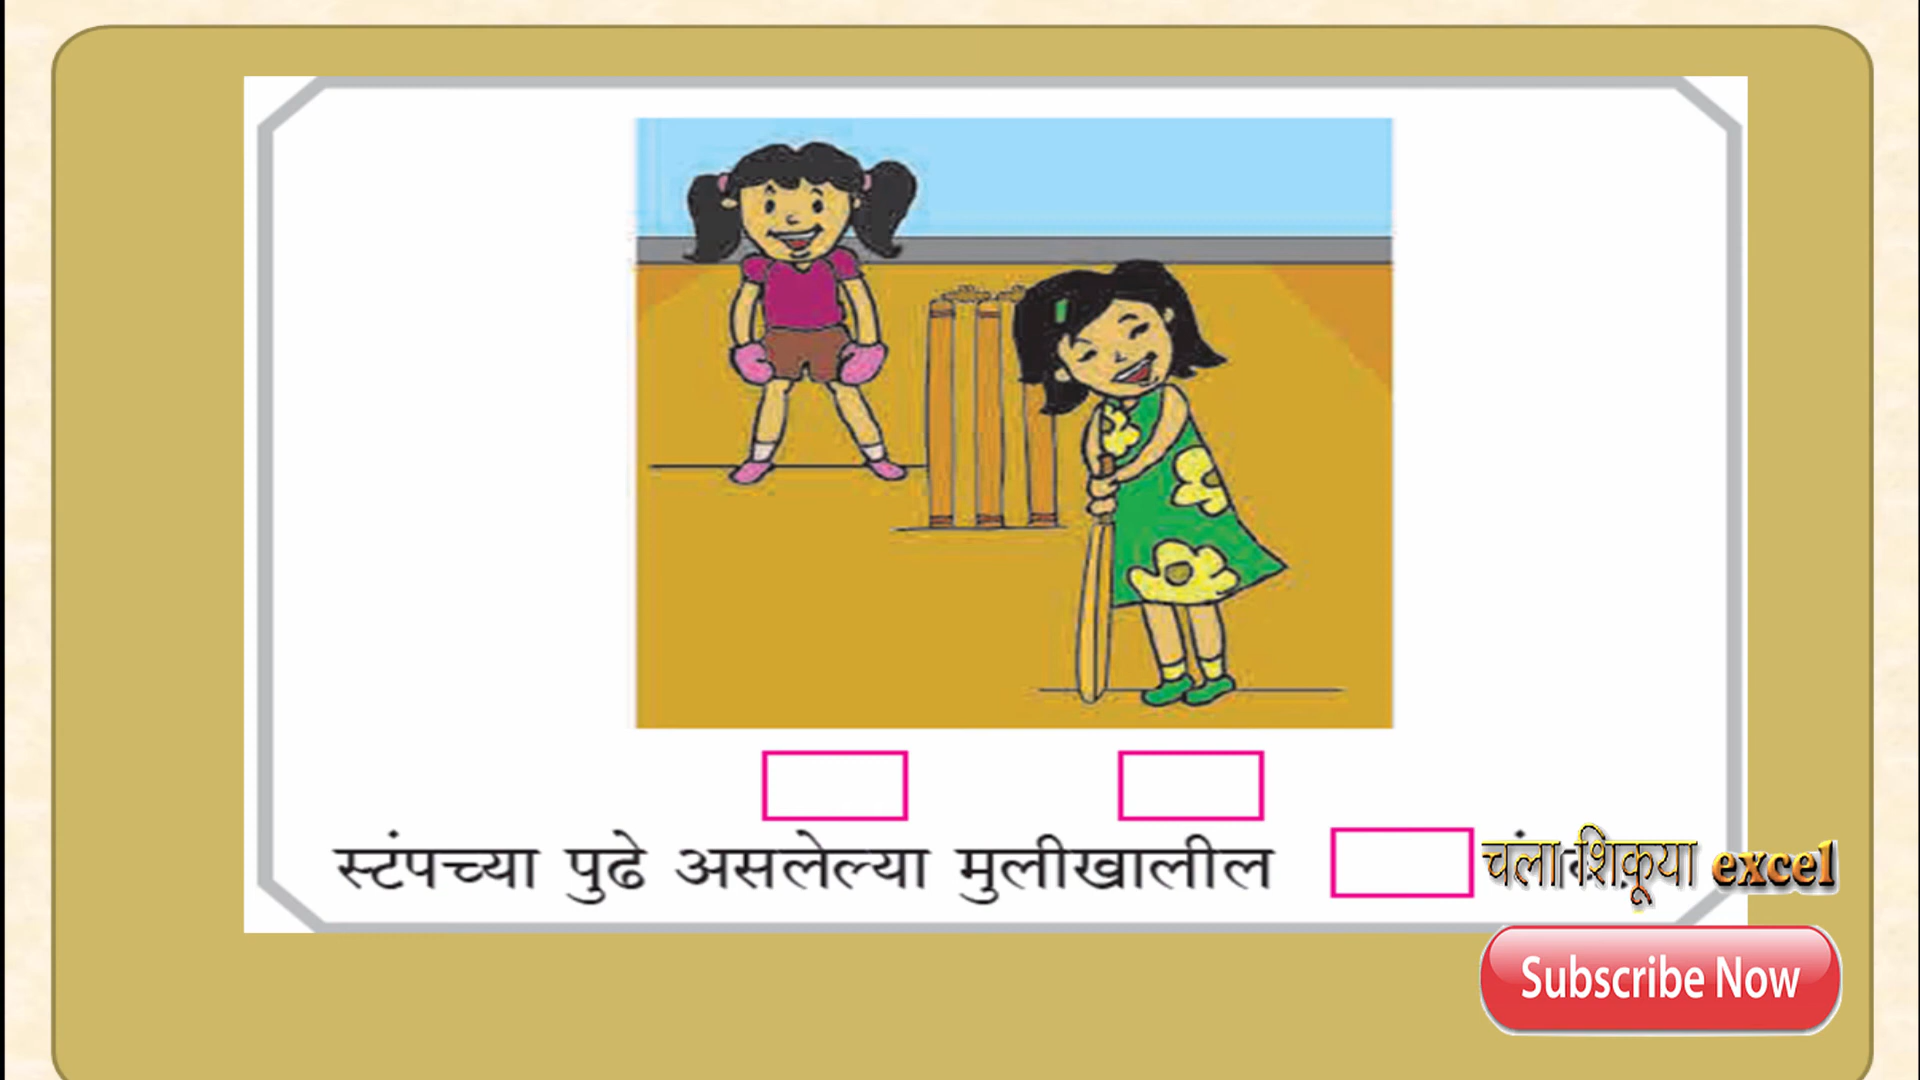 स्टंपच्या पुढे असलेल्या मुलीखालील
चला शिकूया excel
Subscribe Now